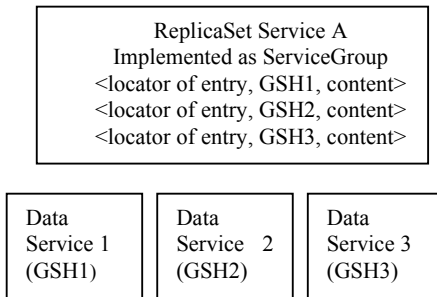 ReplicaSet Service A
Implemented as ServiceGroup
<locator of entry, GSH1, content>
<locator of entry, GSH2, content>
<locator of entry, GSH3, content>
Data
Service 1
(GSH1)
Data
Service 2
(GSH2)
Data
Service 3
(GSH3)